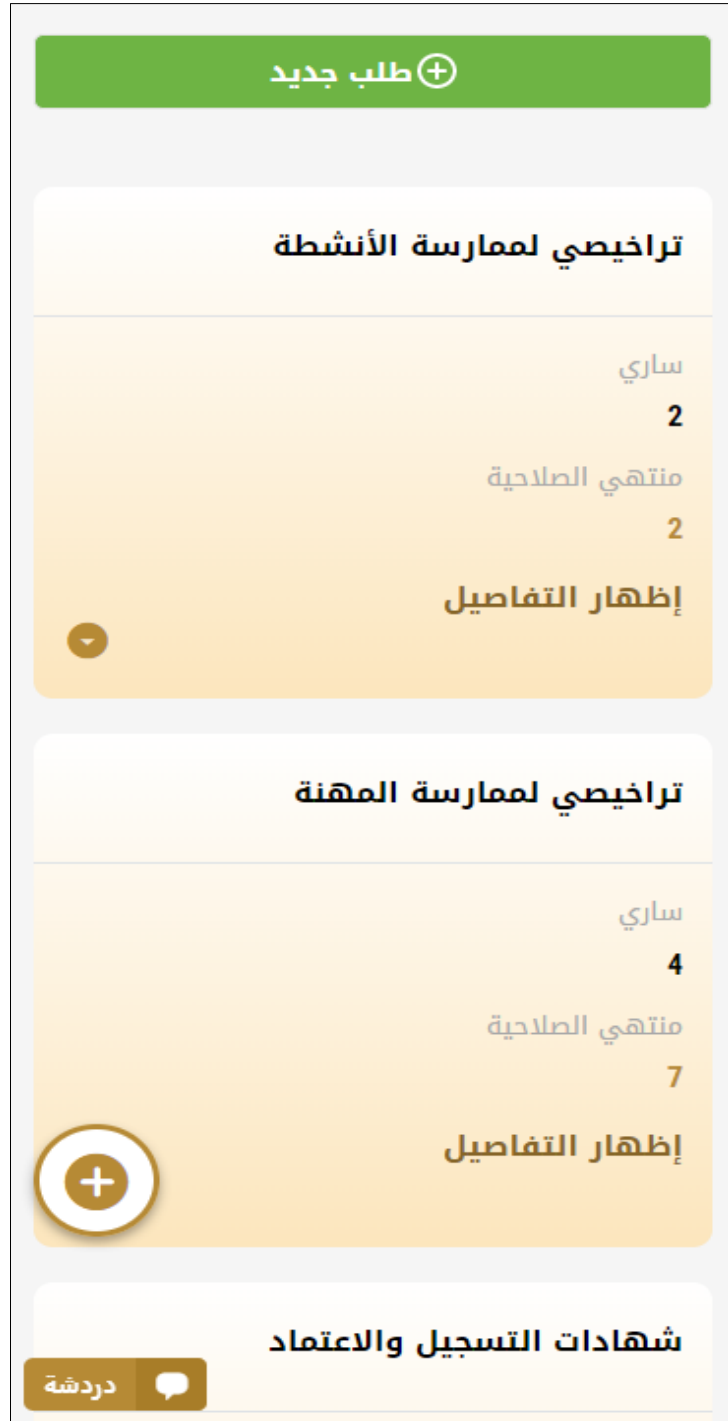 طلب جديد
تراخيصي لممارسة الأنشطة
ساري
2
منتهي الصلاحية
2
إظهار التفاصيل
تراخيصي لممارسة المهنة
ساري
4
منتهي الصلاحية
7
إظهار التفاصيل
شهادات التسجيل والاعتماد
دردشة